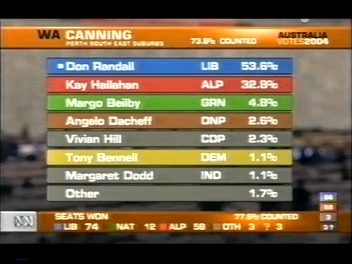 WA CANNING
PERTH SOUTH EAST SUBURBS
73.8% COUNTED
AUSTRALIA
VOTES2004
Don Randall LIB 53.6%
Kay Hallahan ALP 32.8%
Margo Beilby GRN 4.8%
Angelo Dacheff ONP 2.6%
Vivian Hill CDP 2.3%
Tony Bennell DEM 1.1%
Margaret Dodd IND 1.1%
Other 1.7%
SEATS WON
77.6% COUNTED
LIB 74 NAT 12 ALP 58 OTH 3 ? 3